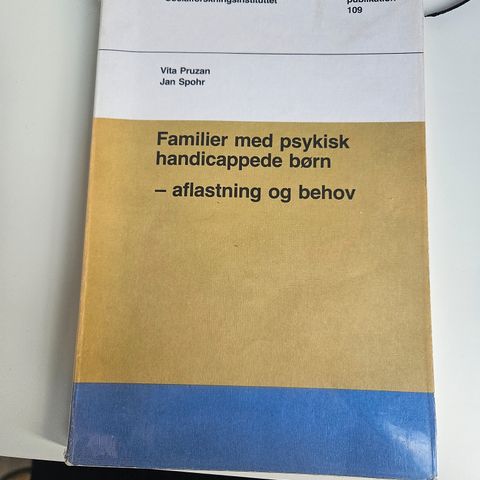 Socialforskningsinstituttet
publikation
109
Vita Pruzan
Jan Spohr
Familier med psykisk
handicappede børn
– aflastning og behov